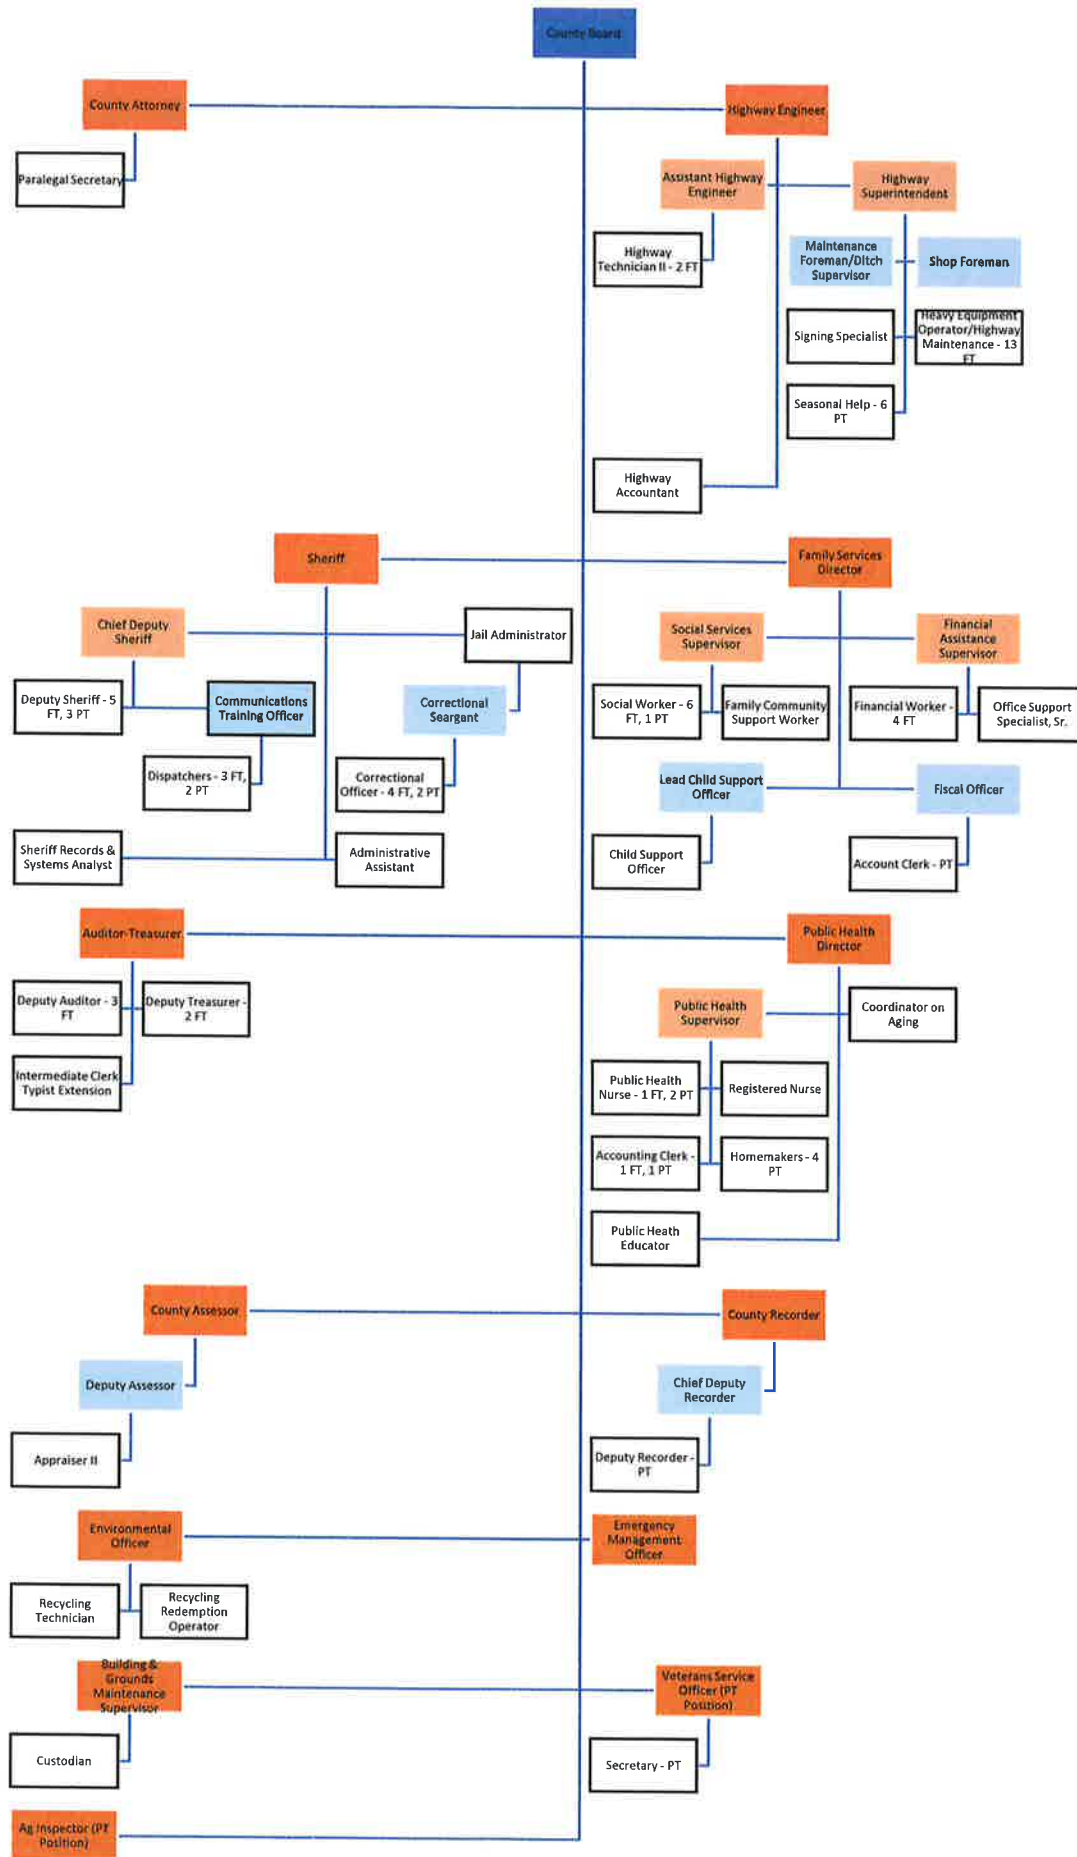 County Board
County Attorney
Highway Engineer
Paralegal Secretary
Assistant Highway
Engineer
Highway
Superintendent
Highway
Technician II - 2 FT
Maintenance
Foreman/Ditch
Supervisor
Shop Foreman
Signing Specialist
Heavy Equipment
Operator/Highway
Maintenance - 13
FT
Seasonal Help - 6
PT
Highway
Accountant
Sheriff
Family Services
Director
Chief Deputy
Sheriff
Jail Administrator
Social Services
Supervisor
Financial
Assistance
Supervisor
Deputy Sheriff - 5
FT, 3 PT
Communications
Training Officer
Correctional
Seargant
Social Worker - 6
FT, 1 PT
Family Community
Support Worker
Financial Worker -
4 FT
Office Support
Specialist, Sr.
Dispatchers - 3 FT,
2 PT
Correctional
Officer - 4 FT, 2 PT
Lead Child Support
Officer
Fiscal Officer
Sheriff Records &
Systems Analyst
Administrative
Assistant
Child Support
Officer
Account Clerk - PT
Auditor-Treasurer
Public Health
Director
Deputy Auditor - 3
FT
Deputy Treasurer -
2 FT
Public Health
Supervisor
Coordinator on
Aging
Intermediate Clerk
Typist Extension
Public Health
Nurse - 1 FT, 2 PT
Registered Nurse
Accounting Clerk -
1 FT, 1 PT
Homemakers - 4
PT
Public Heath
Educator
County Assessor
County Recorder
Deputy Assessor
Chief Deputy
Recorder
Appraiser II
Deputy Recorder -
PT
Environmental
Officer
Emergency
Management
Officer
Recycling
Technician
Recycling
Redemption
Operator
Building &
Grounds
Maintenance
Supervisor
Veterans Service
Officer (PT
Position)
Custodian
Secretary - PT
Ag Inspector (PT
Position)